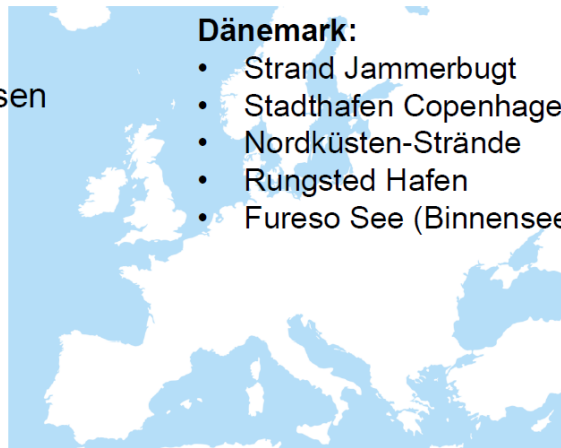 Dänemark:
• Strand Jammerbugt
sen
• Stadthafen Copenhage
• Nordküsten-Strände
• Rungsted Hafen
• Fureso See (Binnensee